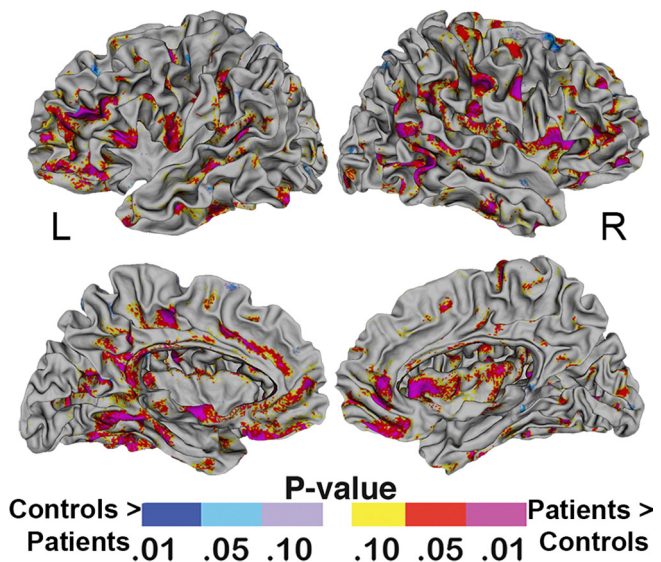 L
R
P-value
Controls >
Patients
.01 .05 .10
.10 .05 .01
Patients >
Controls